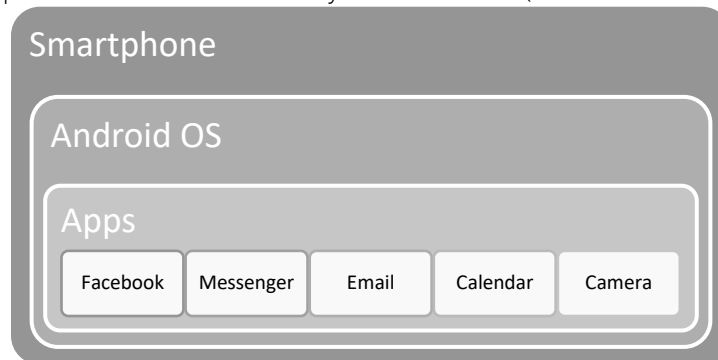 Smartphone
Android OS
Apps
Facebook Messenger Email Calendar Camera